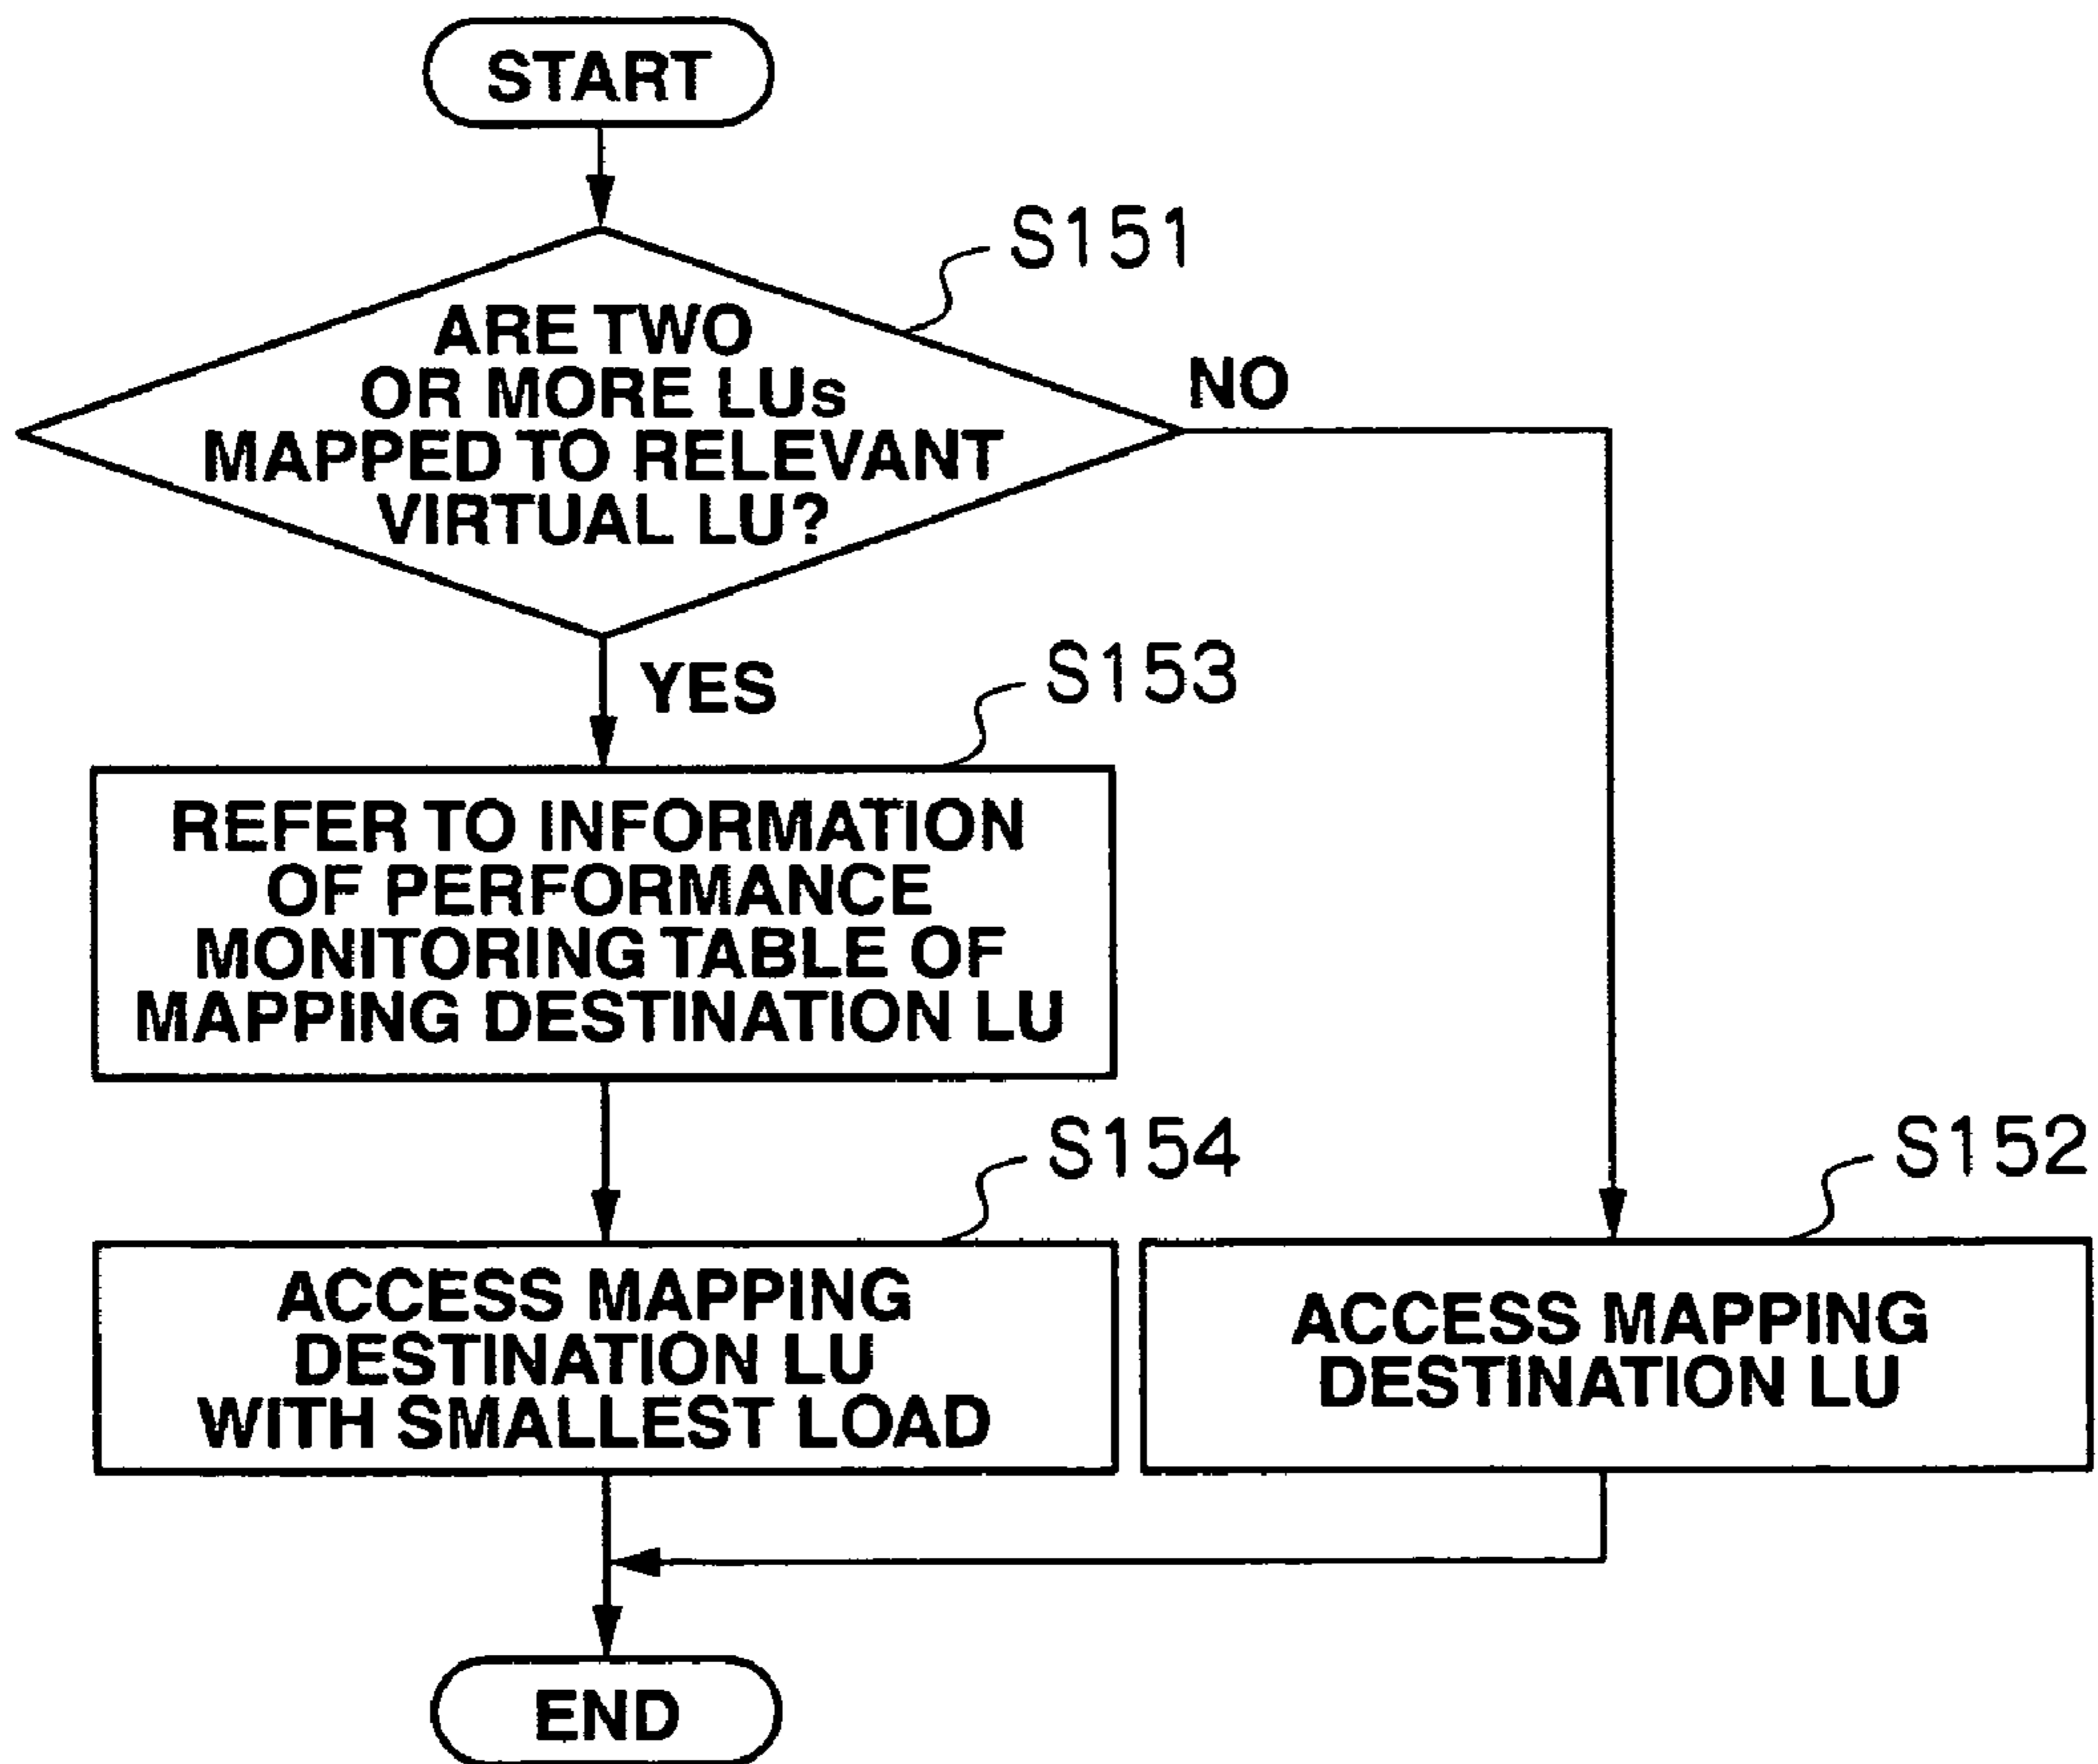 START
S151
ARE TWO
OR MORE LUs
MAPPED TO RELEVANT
VIRTUAL LU?
NO
YES
S153
REFER TO INFORMATION
OF PERFORMANCE
MONITORING TABLE OF
MAPPING DESTINATION LU
S154
ACCESS MAPPING
DESTINATION LU
WITH SMALLEST LOAD
S152
ACCESS MAPPING
DESTINATION LU
END